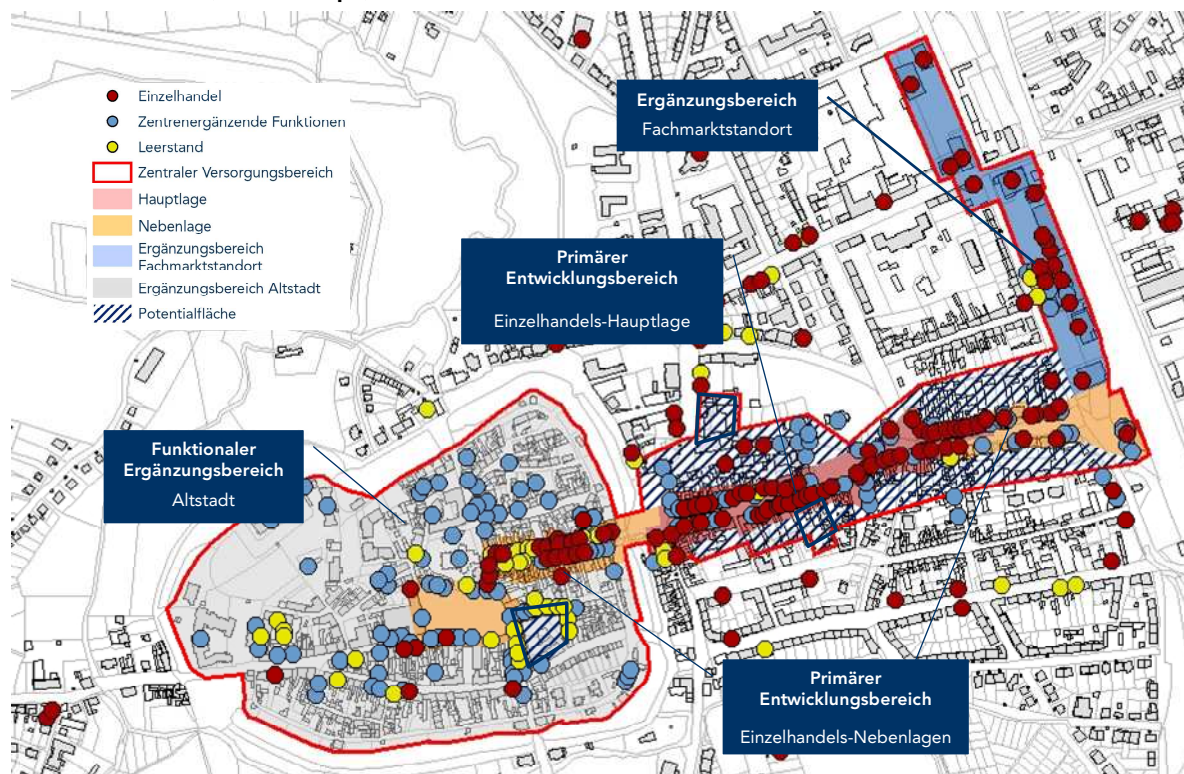 Einzelhandel
Zentrenergänzende Funktionen
Leerstand
Zentraler Versorgungsbereich
Hauptlage
Nebenlage
Ergänzungsbereich
Fachmarktstandort
Ergänzungsbereich Altstadt
Potentialfläche
Ergänzungsbereich
Fachmarktstandort
Primärer
Entwicklungsbereich
Einzelhandels-Hauptlage
Funktionaler
Ergänzungsbereich
Altstadt
Primärer
Entwicklungsbereich
Einzelhandels-Nebenlagen